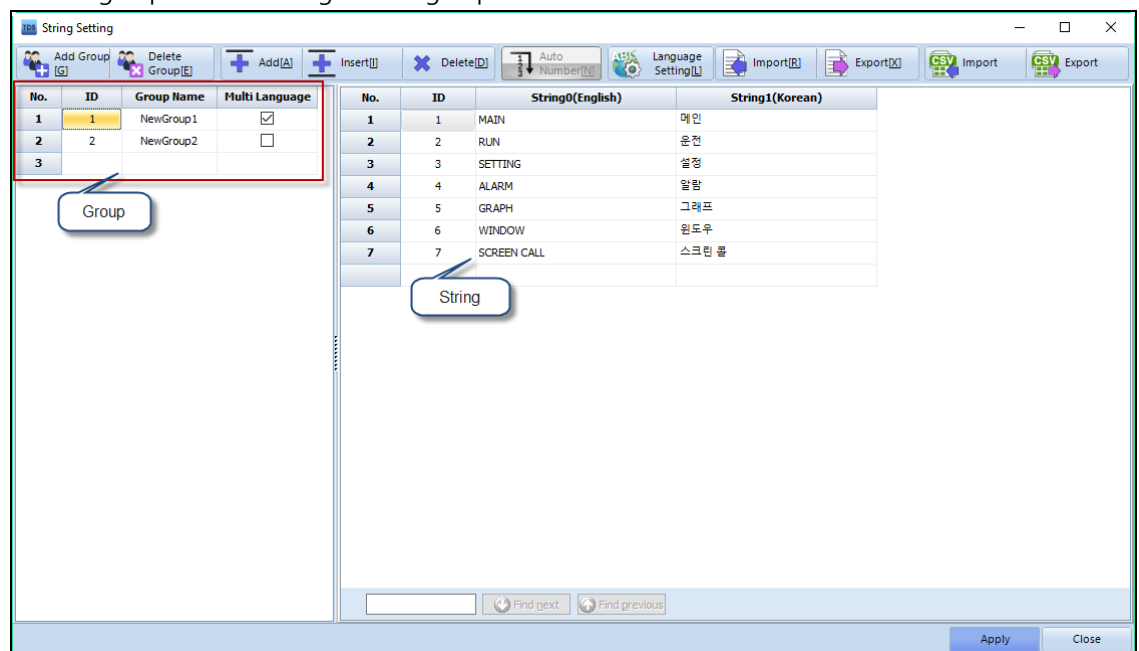 TDS String Setting
Add Group [G] Delete Group[E] Add[A] Insert[I] Delete[D] Auto Number[N] Language Setting[L] Import[R] Export[X] CSV Import CSV Export
No. ID Group Name Multi Language
1 1 NewGroup1
2 2 NewGroup2
3
Group
No. ID String0(English) String1(Korean)
1 1 MAIN 메인
2 2 RUN 운전
3 3 SETTING 설정
4 4 ALARM 알람
5 5 GRAPH 그래프
6 6 WINDOW 윈도우
7 7 SCREEN CALL 스크린 콜
String
Find next Find previous
Apply Close